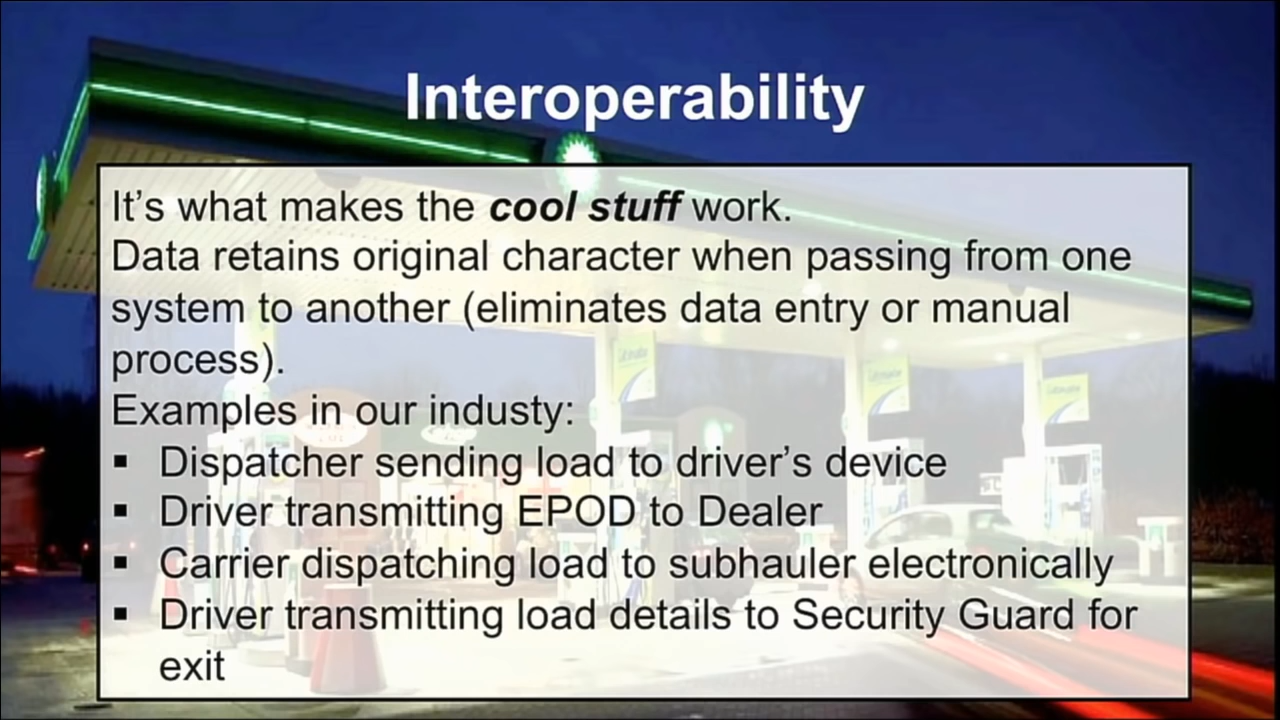 Interoperability
It's what makes the cool stuff work.
Data retains original character when passing from one
system to another (eliminates data entry or manual
process).
Examples in our industy:
▪ Dispatcher sending load to driver's device
▪ Driver transmitting EPOD to Dealer
▪ Carrier dispatching load to subhauler electronically
▪ Driver transmitting load details to Security Guard for
exit